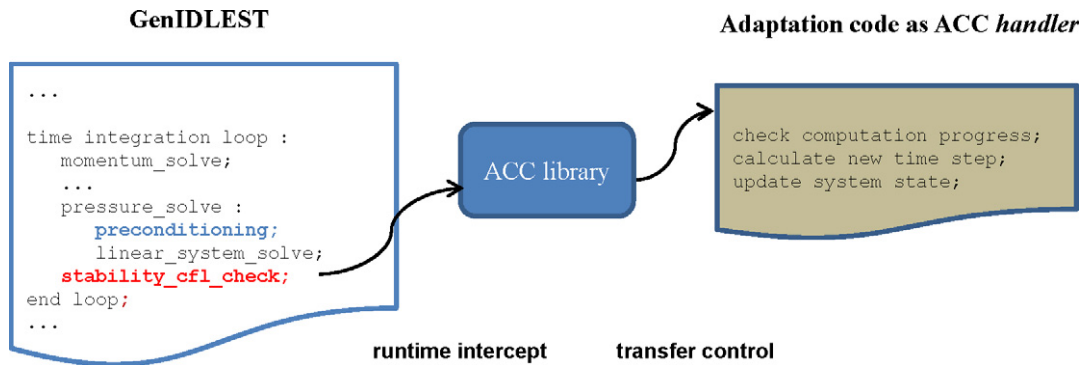 GenIDLEST
Adaptation code as ACC handler
...
time integration loop :
momentum_solve;
...
pressure_solve :
preconditioning;
linear_system_solve;
stability_cfl_check;
end loop;
...
ACC library
check computation progress;
calculate new time step;
update system state;
runtime intercept
transfer control